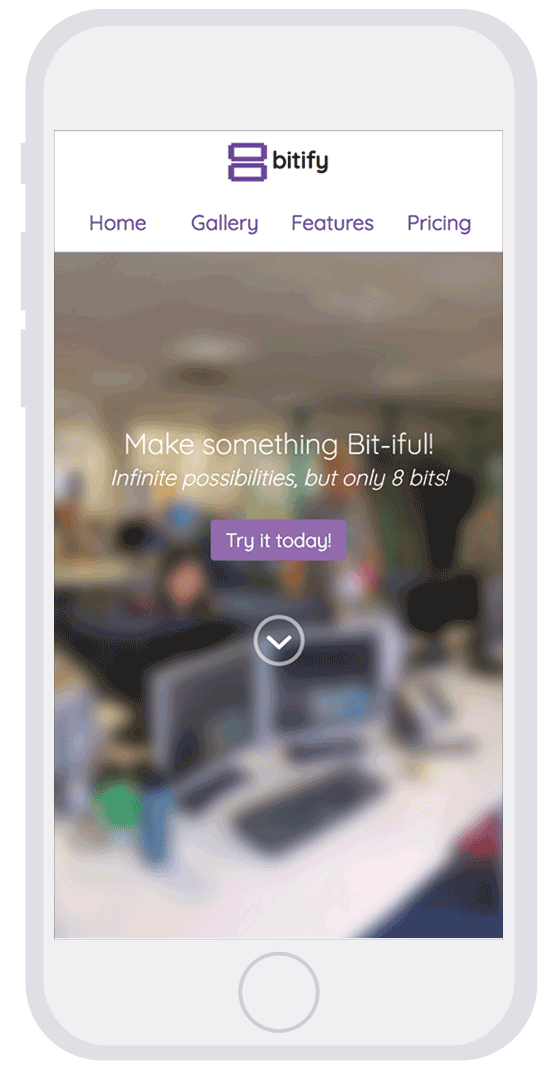 bitify
Home Gallery Features Pricing
Make something Bit-iful!
Infinite possibilities, but only 8 bits!
Try it today!